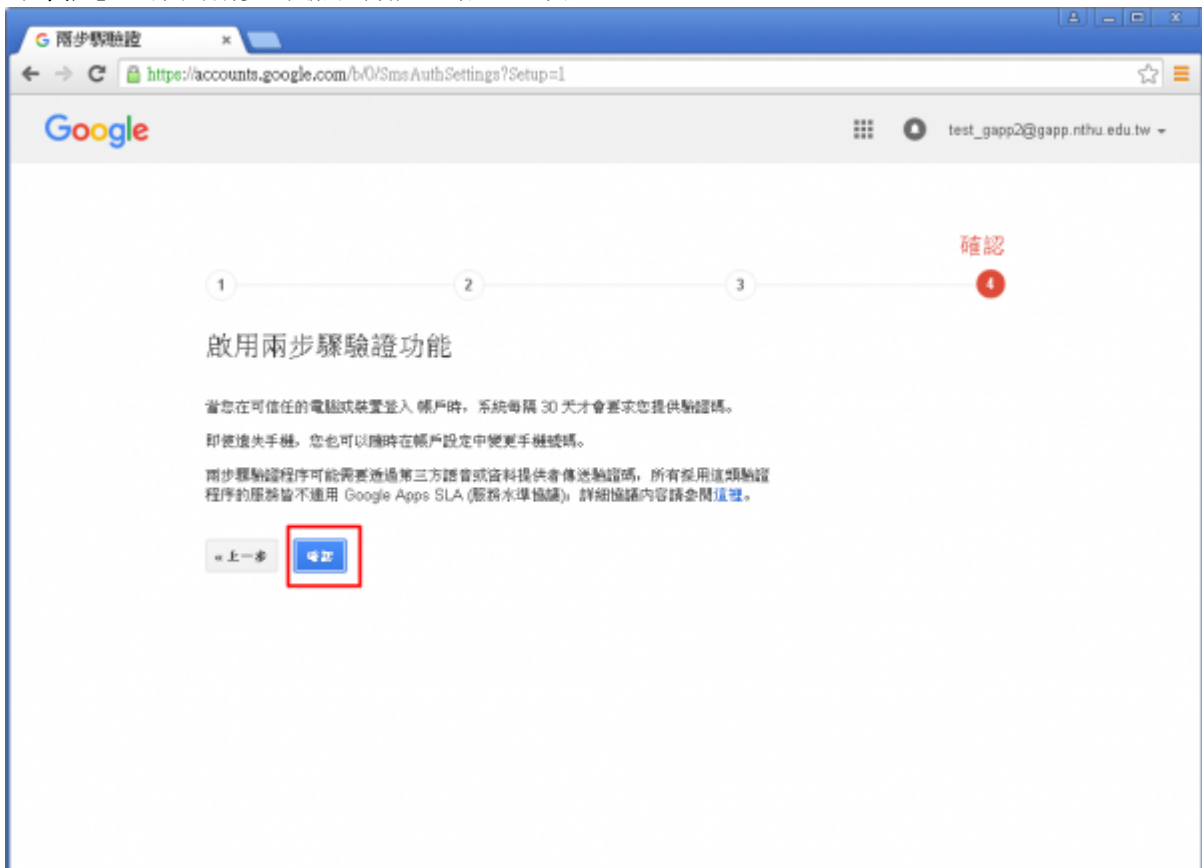 兩步驟驗證
https://accounts.google.com/b/0/SmsAuthSettings?Setup=1
Google
test_gapp2@gapp.nthu.edu.tw
確認
1
2
3
4
啟用兩步驟驗證功能
當您在可信任的電腦或裝置登入 帳戶時，系統每隔 30 天才會要求您提供驗證碼。
即使遺失手機，您也可以隨時在帳戶設定中變更手機號碼。
兩步驟驗證程序可能需要透過第三方語音或資料提供者傳送驗證碼，所有採用這類驗證
程序的服務皆不適用 Google Apps SLA (服務水準協議)；詳細協議內容請參閱這裡。
« 上一步
確認